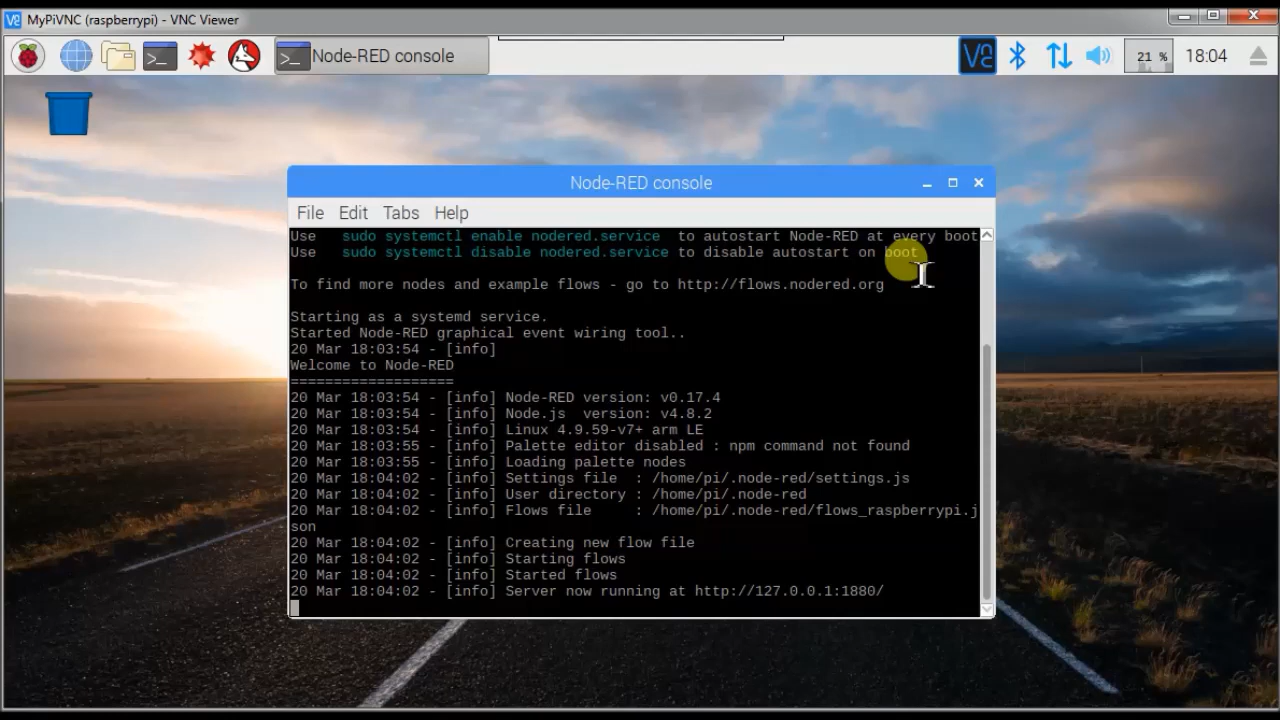 MyPiVNC (raspberrypi) - VNC Viewer
Node-RED console
21 %
18:04
Node-RED console
File Edit Tabs Help
Use   sudo systemctl enable nodered.service  to autostart Node-RED at every boot
Use   sudo systemctl disable nodered.service to disable autostart on boot
To find more nodes and example flows - go to http://flows.nodered.org
Starting as a systemd service.
Started Node-RED graphical event wiring tool..
20 Mar 18:03:54 - [info]
Welcome to Node-RED
===================
20 Mar 18:03:54 - [info] Node-RED version: v0.17.4
20 Mar 18:03:54 - [info] Node.js  version: v4.8.2
20 Mar 18:03:54 - [info] Linux 4.9.59-v7+ arm LE
20 Mar 18:03:55 - [info] Palette editor disabled : npm command not found
20 Mar 18:03:55 - [info] Loading palette nodes
20 Mar 18:04:02 - [info] Settings file  : /home/pi/.node-red/settings.js
20 Mar 18:04:02 - [info] User directory : /home/pi/.node-red
20 Mar 18:04:02 - [info] Flows file     : /home/pi/.node-red/flows_raspberrypi.j
son
20 Mar 18:04:02 - [info] Creating new flow file
20 Mar 18:04:02 - [info] Starting flows
20 Mar 18:04:02 - [info] Started flows
20 Mar 18:04:02 - [info] Server now running at http://127.0.0.1:1880/